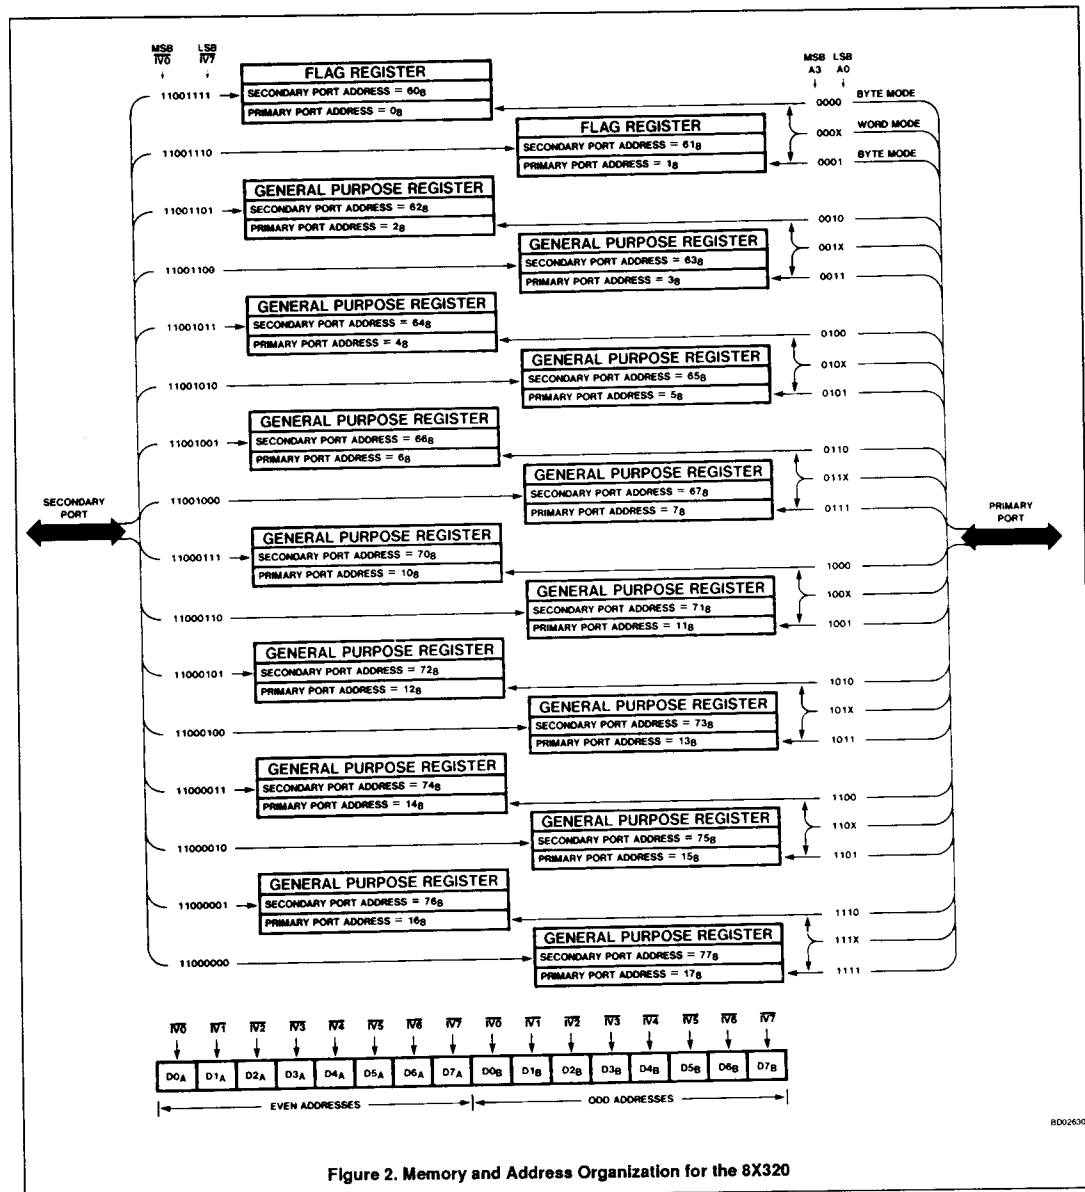 MSB LSB
IV0 IV7
MSB LSB
A3 A0
11001111
FLAG REGISTER
SECONDARY PORT ADDRESS = 60₈
PRIMARY PORT ADDRESS = 0₈
0000 BYTE MODE
000X WORD MODE
11001110
FLAG REGISTER
SECONDARY PORT ADDRESS = 61₈
PRIMARY PORT ADDRESS = 1₈
0001 BYTE MODE
11001101
GENERAL PURPOSE REGISTER
SECONDARY PORT ADDRESS = 62₈
PRIMARY PORT ADDRESS = 2₈
0010
001X
11001100
GENERAL PURPOSE REGISTER
SECONDARY PORT ADDRESS = 63₈
PRIMARY PORT ADDRESS = 3₈
0011
11001011
GENERAL PURPOSE REGISTER
SECONDARY PORT ADDRESS = 64₈
PRIMARY PORT ADDRESS = 4₈
0100
010X
11001010
GENERAL PURPOSE REGISTER
SECONDARY PORT ADDRESS = 65₈
PRIMARY PORT ADDRESS = 5₈
0101
11001001
GENERAL PURPOSE REGISTER
SECONDARY PORT ADDRESS = 66₈
PRIMARY PORT ADDRESS = 6₈
0110
011X
11001000
GENERAL PURPOSE REGISTER
SECONDARY PORT ADDRESS = 67₈
PRIMARY PORT ADDRESS = 7₈
0111
SECONDARY
PORT
PRIMARY
PORT
11000111
GENERAL PURPOSE REGISTER
SECONDARY PORT ADDRESS = 70₈
PRIMARY PORT ADDRESS = 10₈
1000
100X
11000110
GENERAL PURPOSE REGISTER
SECONDARY PORT ADDRESS = 71₈
PRIMARY PORT ADDRESS = 11₈
1001
11000101
GENERAL PURPOSE REGISTER
SECONDARY PORT ADDRESS = 72₈
PRIMARY PORT ADDRESS = 12₈
1010
101X
11000100
GENERAL PURPOSE REGISTER
SECONDARY PORT ADDRESS = 73₈
PRIMARY PORT ADDRESS = 13₈
1011
11000011
GENERAL PURPOSE REGISTER
SECONDARY PORT ADDRESS = 74₈
PRIMARY PORT ADDRESS = 14₈
1100
110X
11000010
GENERAL PURPOSE REGISTER
SECONDARY PORT ADDRESS = 75₈
PRIMARY PORT ADDRESS = 15₈
1101
11000001
GENERAL PURPOSE REGISTER
SECONDARY PORT ADDRESS = 76₈
PRIMARY PORT ADDRESS = 16₈
1110
111X
11000000
GENERAL PURPOSE REGISTER
SECONDARY PORT ADDRESS = 77₈
PRIMARY PORT ADDRESS = 17₈
1111
IV0 IV1 IV2 IV3 IV4 IV5 IV6 IV7 IV0 IV1 IV2 IV3 IV4 IV5 IV6 IV7
D0A D1A D2A D3A D4A D5A D6A D7A D0B D1B D2B D3B D4B D5B D6B D7B
EVEN ADDRESSES ODD ADDRESSES
BD02630
Figure 2. Memory and Address Organization for the 8X320